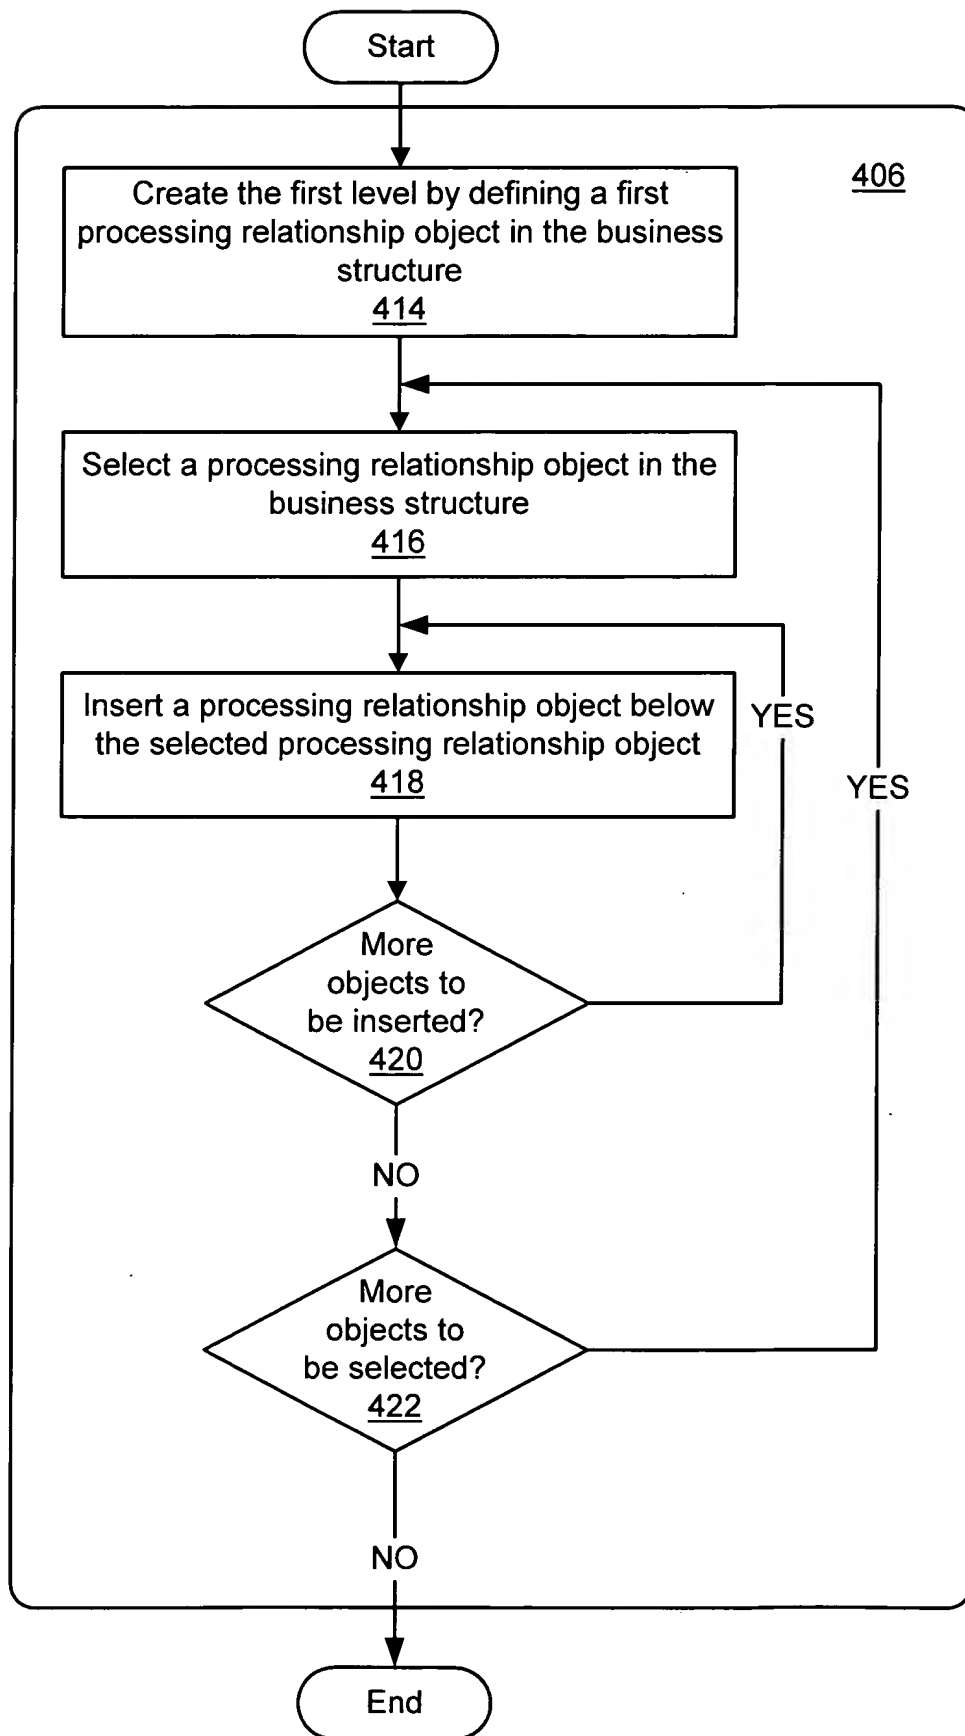 Start
406
Create the first level by defining a first
processing relationship object in the business
structure
414
Select a processing relationship object in the
business structure
416
Insert a processing relationship object below
the selected processing relationship object
418
YES
YES
More
objects to
be inserted?
420
NO
More
objects to
be selected?
422
NO
End